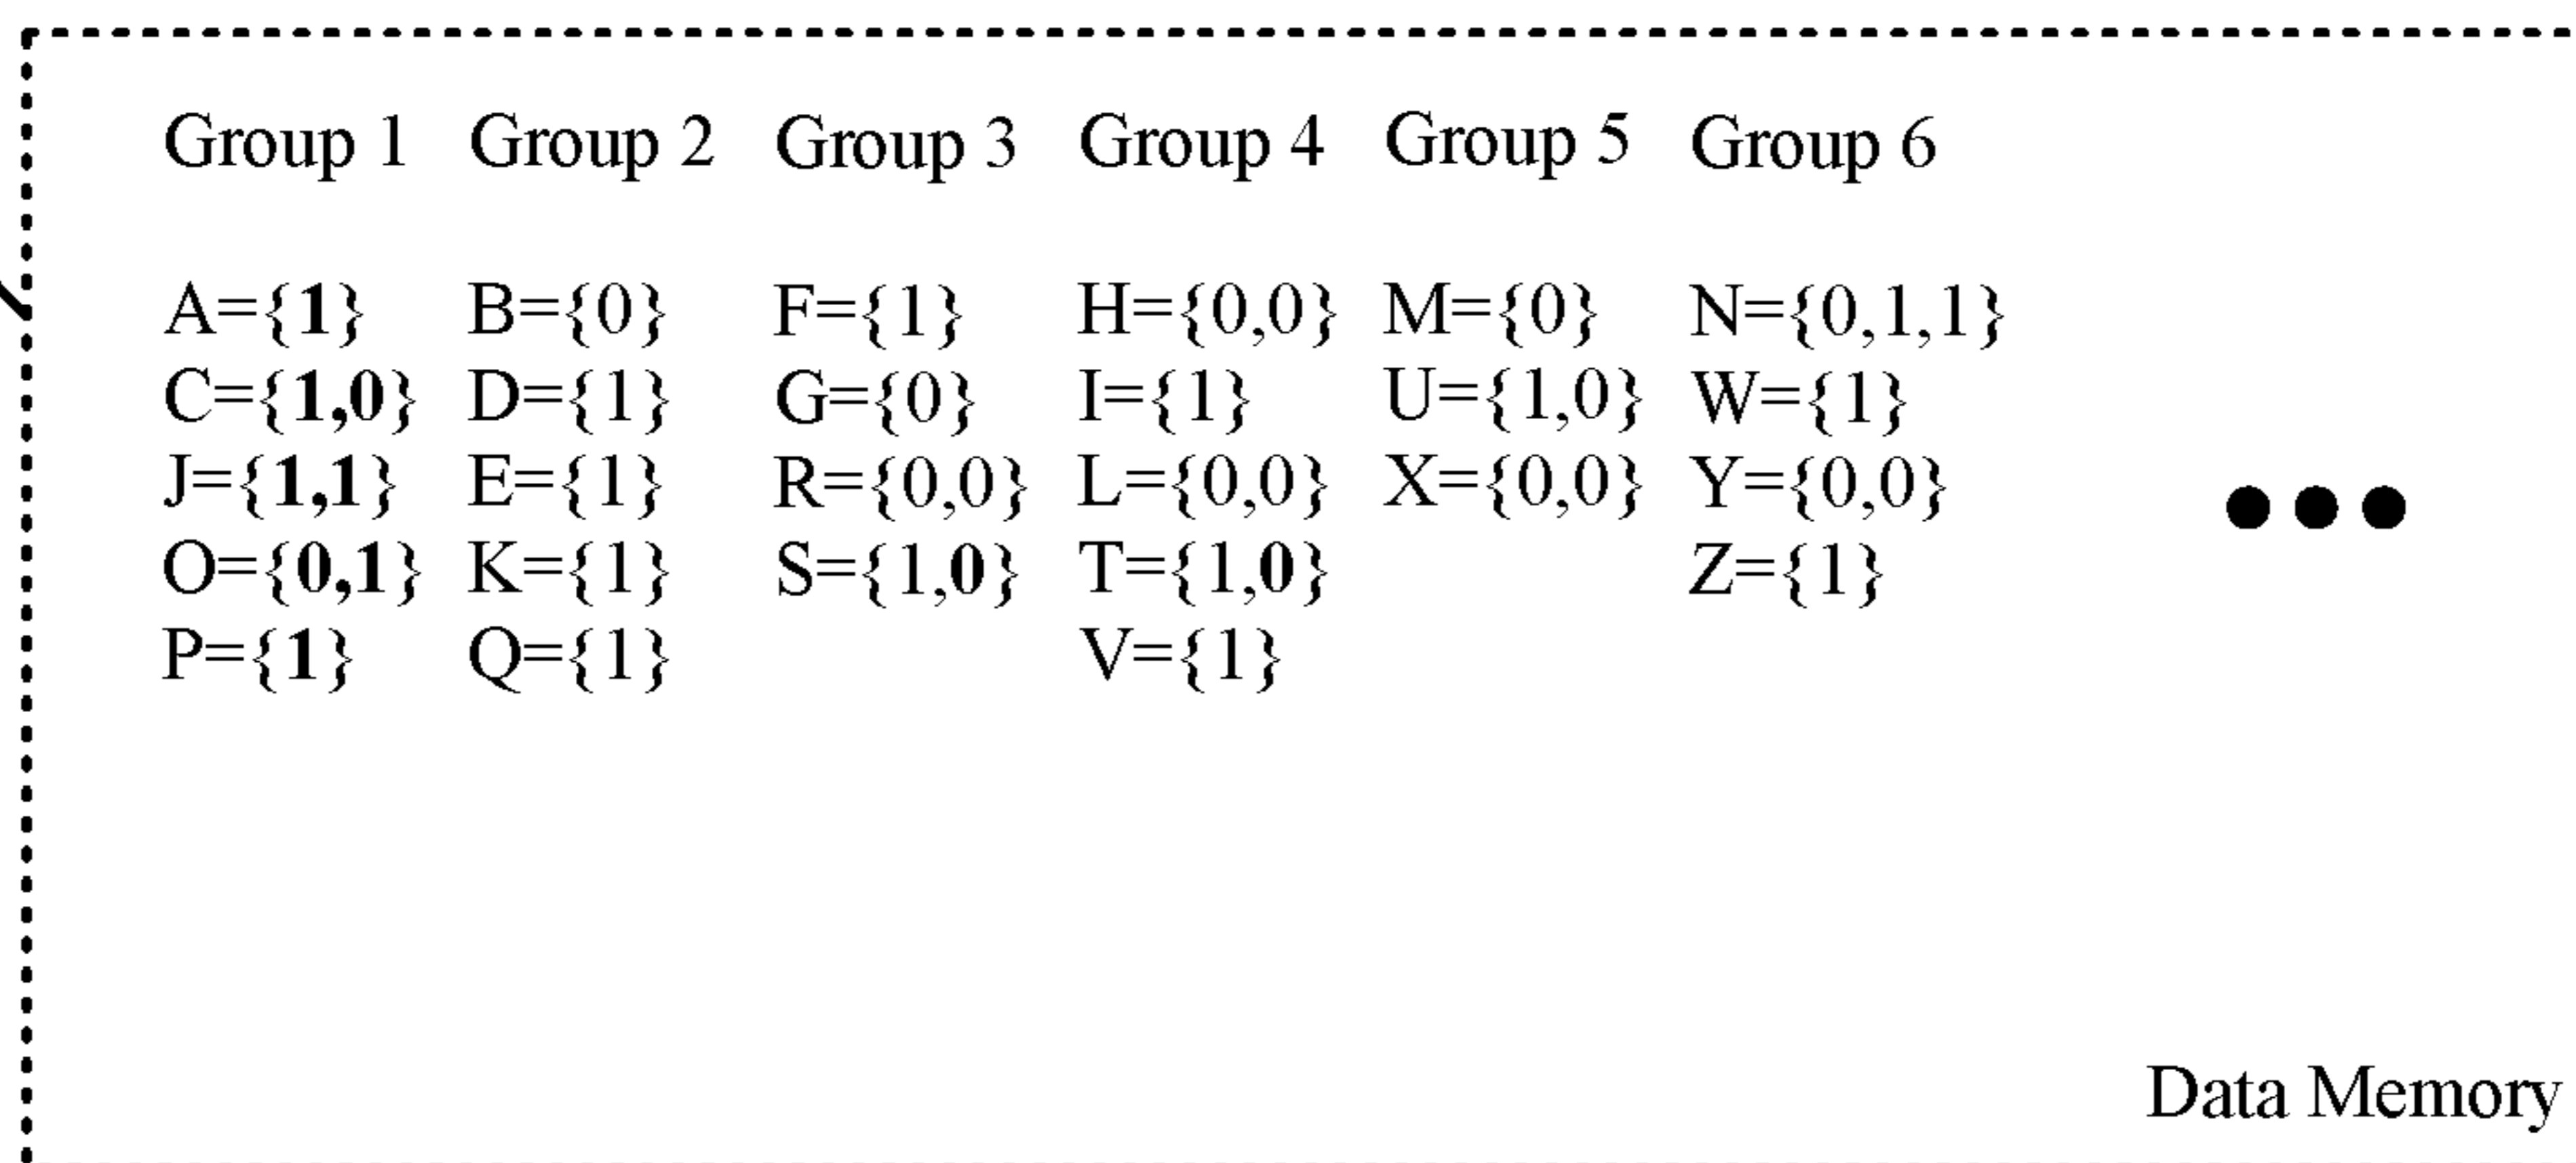 Group 1 Group 2 Group 3 Group 4 Group 5 Group 6
A={1} B={0} F={1} H={0,0} M={0} N={0,1,1}
C={1,0} D={1} G={0} I={1} U={1,0} W={1}
J={1,1} E={1} R={0,0} L={0,0} X={0,0} Y={0,0}
O={0,1} K={1} S={1,0} T={1,0} Z={1}
P={1} Q={1} V={1}
Data Memory